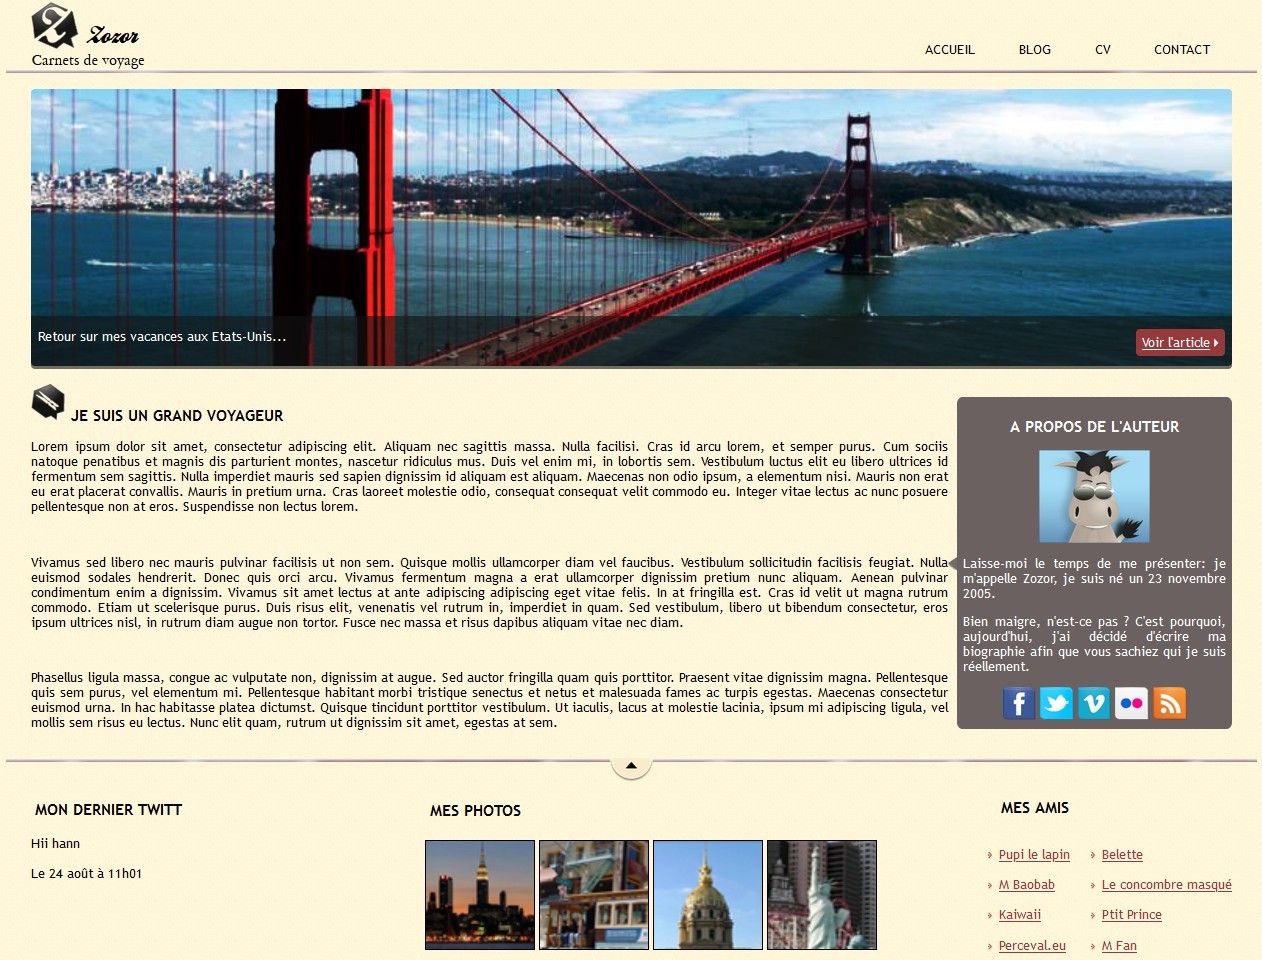 Zozor
Carnets de voyage
ACCUEIL BLOG CV CONTACT
Retour sur mes vacances aux Etats-Unis...
Voir l'article
JE SUIS UN GRAND VOYAGEUR
Lorem ipsum dolor sit amet, consectetur adipiscing elit. Aliquam nec sagittis massa. Nulla facilisi. Cras id arcu lorem, et semper purus. Cum sociis
natoque penatibus et magnis dis parturient montes, nascetur ridiculus mus. Duis vel enim mi, in lobortis sem. Vestibulum luctus elit eu libero ultrices id
fermentum sem sagittis. Nulla imperdiet mauris sed sapien dignissim id aliquam est aliquam. Maecenas non odio ipsum, a elementum nisi. Mauris non erat
eu erat placerat convallis. Mauris in pretium urna. Cras laoreet molestie odio, consequat consequat velit commodo eu. Integer vitae lectus ac nunc posuere
pellentesque non at eros. Suspendisse non lectus lorem.
Vivamus sed libero nec mauris pulvinar facilisis ut non sem. Quisque mollis ullamcorper diam vel faucibus. Vestibulum sollicitudin facilisis feugiat. Nulla
euismod sodales hendrerit. Donec quis orci arcu. Vivamus fermentum magna a erat ullamcorper dignissim pretium nunc aliquam. Aenean pulvinar
condimentum enim a dignissim. Vivamus sit amet lectus at ante adipiscing adipiscing eget vitae felis. In at fringilla est. Cras id velit ut magna rutrum
commodo. Etiam ut scelerisque purus. Duis risus elit, venenatis vel rutrum in, imperdiet in quam. Sed vestibulum, libero ut bibendum consectetur, eros
ipsum ultrices nisl, in rutrum diam augue non tortor. Fusce nec massa et risus dapibus aliquam vitae nec diam.
Phasellus ligula massa, congue ac vulputate non, dignissim at augue. Sed auctor fringilla quam quis porttitor. Praesent vitae dignissim magna. Pellentesque
quis sem purus, vel elementum mi. Pellentesque habitant morbi tristique senectus et netus et malesuada fames ac turpis egestas. Maecenas consectetur
euismod urna. In hac habitasse platea dictumst. Quisque tincidunt porttitor vestibulum. Ut iaculis, lacus at molestie lacinia, ipsum mi adipiscing ligula, vel
mollis sem risus eu lectus. Nunc elit quam, rutrum ut dignissim sit amet, egestas at sem.
A PROPOS DE L'AUTEUR
Laisse-moi le temps de me présenter: je
m'appelle Zozor, je suis né un 23 novembre
2005.
Bien maigre, n'est-ce pas ? C'est pourquoi,
aujourd'hui, j'ai décidé d'écrire ma
biographie afin que vous sachiez qui je suis
réellement.
MON DERNIER TWITT
Hii hann
Le 24 août à 11h01
MES PHOTOS
MES AMIS
Pupi le lapin
M Baobab
Kaiwaii
Perceval.eu
Belette
Le concombre masqué
Ptit Prince
M Fan